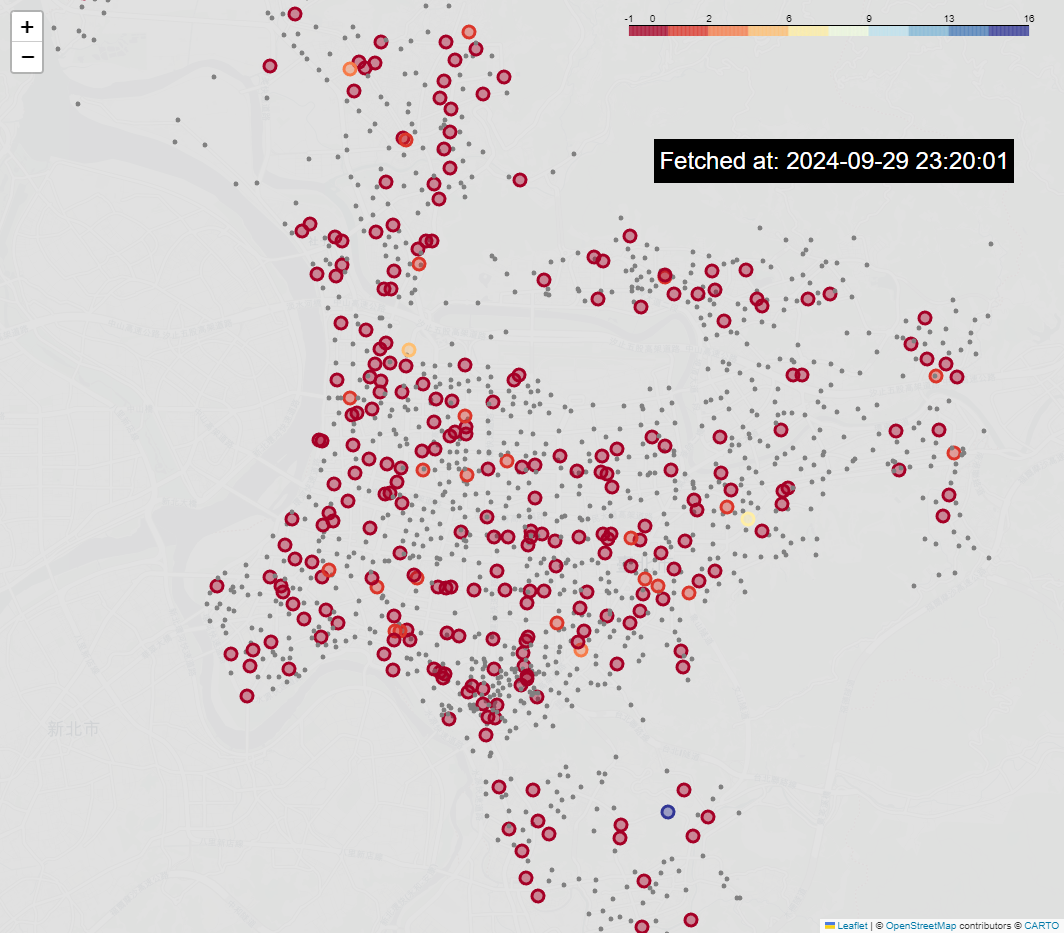 +
−
-1 0 2 6 9 13 16
Fetched at: 2024-09-29 23:20:01
新北市
Leaflet | © OpenStreetMap contributors © CARTO